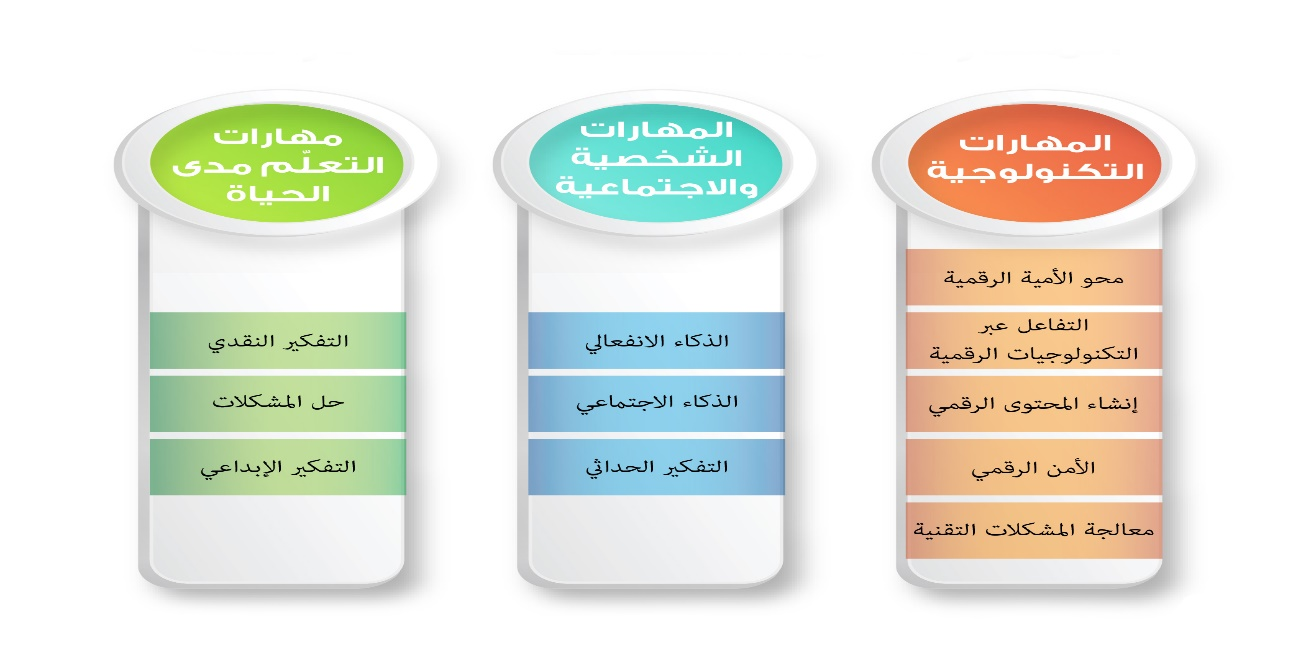 المهارات
التكنولوجية
محو الأمية الرقمية
التفاعل عبر
التكنولوجيات الرقمية
إنشاء المحتوى الرقمي
الأمن الرقمي
معالجة المشكلات التقنية
المهارات
الشخصية
والاجتماعية
الذكاء الانفعالي
الذكاء الاجتماعي
التفكير الحداثي
مهارات
التعلّم مدى
الحياة
التفكير النقدي
حل المشكلات
التفكير الإبداعي